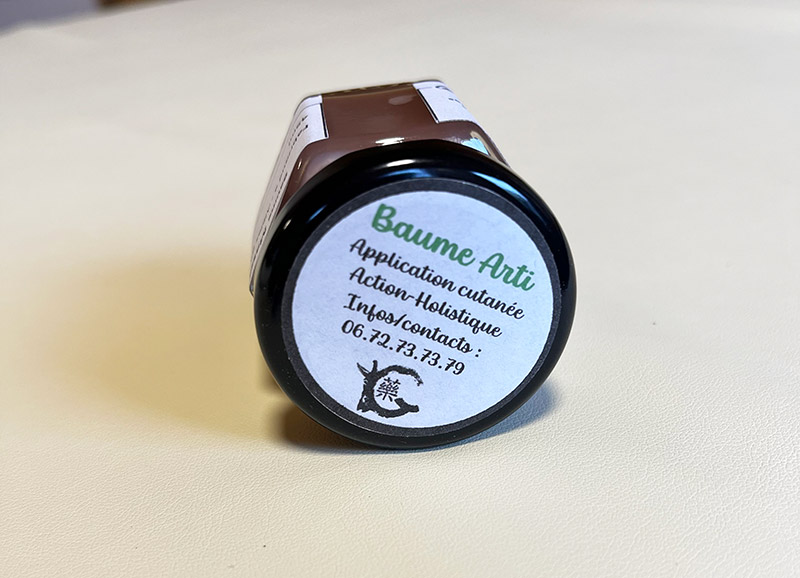 Baume Arti
Application cutanée
Action-Holistique
Infos/contacts :
06.72.73.73.79
藥